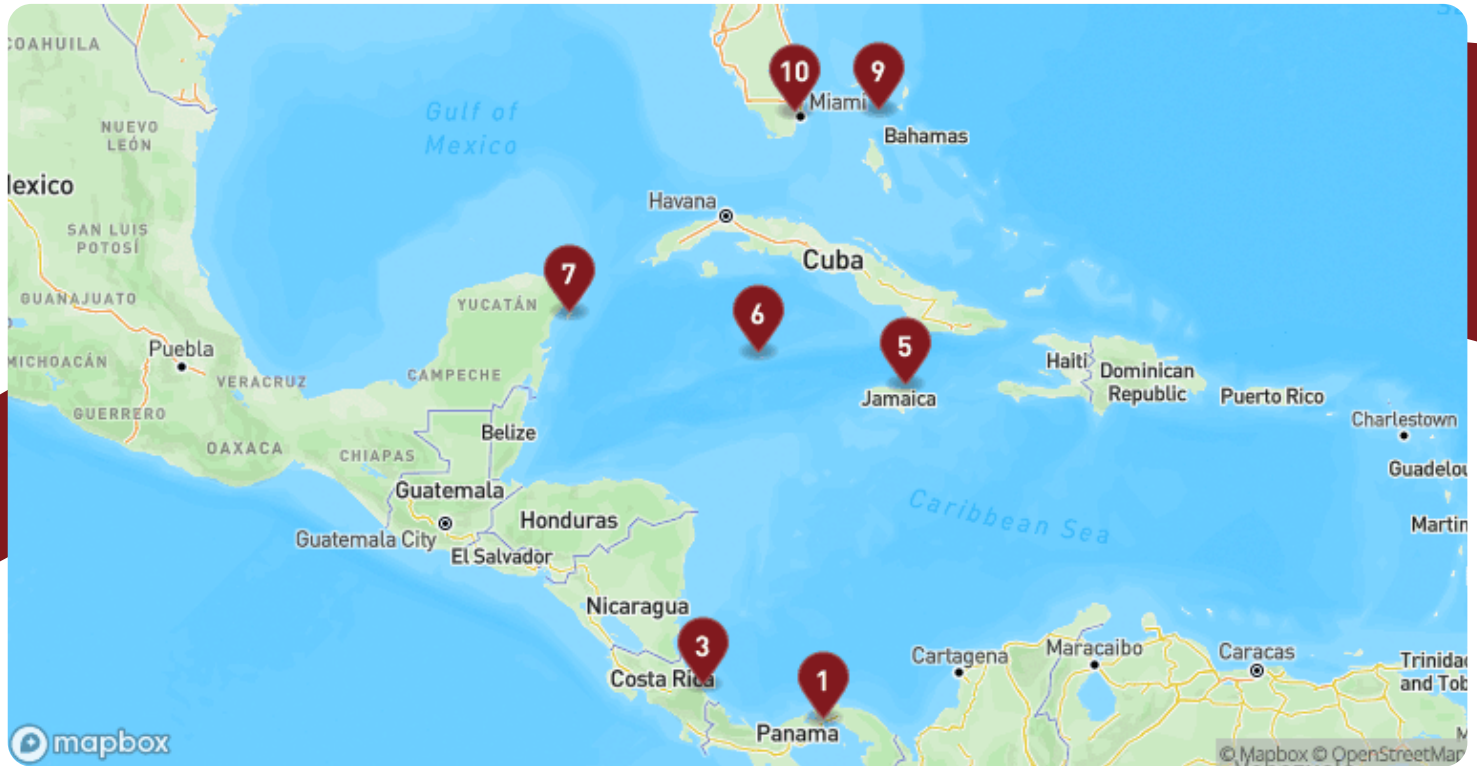 COAHUILA
NUEVO
LEÓN
Mexico
SAN LUIS
POTOSÍ
GUANAJUATO
MICHOACÁN
Puebla
VERACRUZ
GUERRERO
OAXACA
CHIAPAS
CAMPECHE
YUCATÁN
Gulf of
Mexico
10
9
Miami
Bahamas
Havana
Cuba
7
6
5
Jamaica
Haiti
Dominican
Republic
Puerto Rico
Charlestown
Guadelou
Martin
Belize
Guatemala
Guatemala City
Honduras
El Salvador
Nicaragua
Caribbean Sea
3
Costa Rica
1
Panama
Cartagena
Maracaibo
Caracas
Trinidad
and Tob
mapbox
© Mapbox © OpenStreetMap